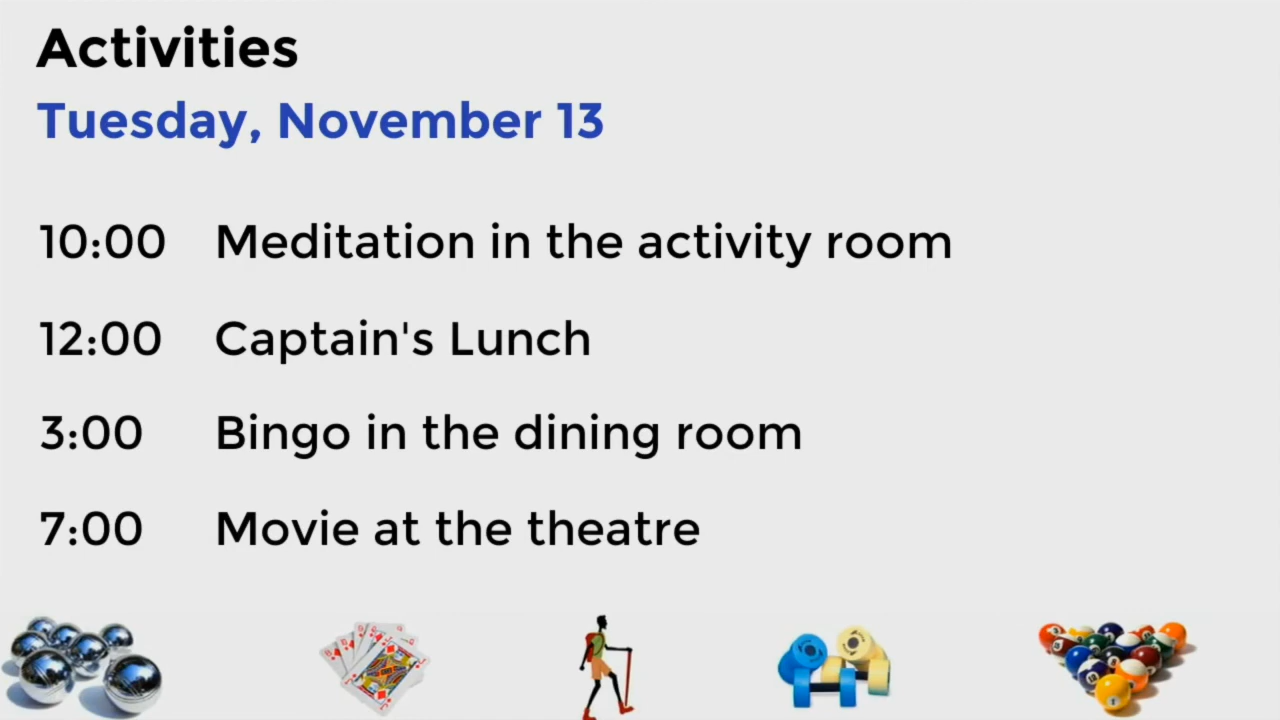 Activities
Tuesday, November 13
10:00 Meditation in the activity room
12:00 Captain's Lunch
3:00 Bingo in the dining room
7:00 Movie at the theatre